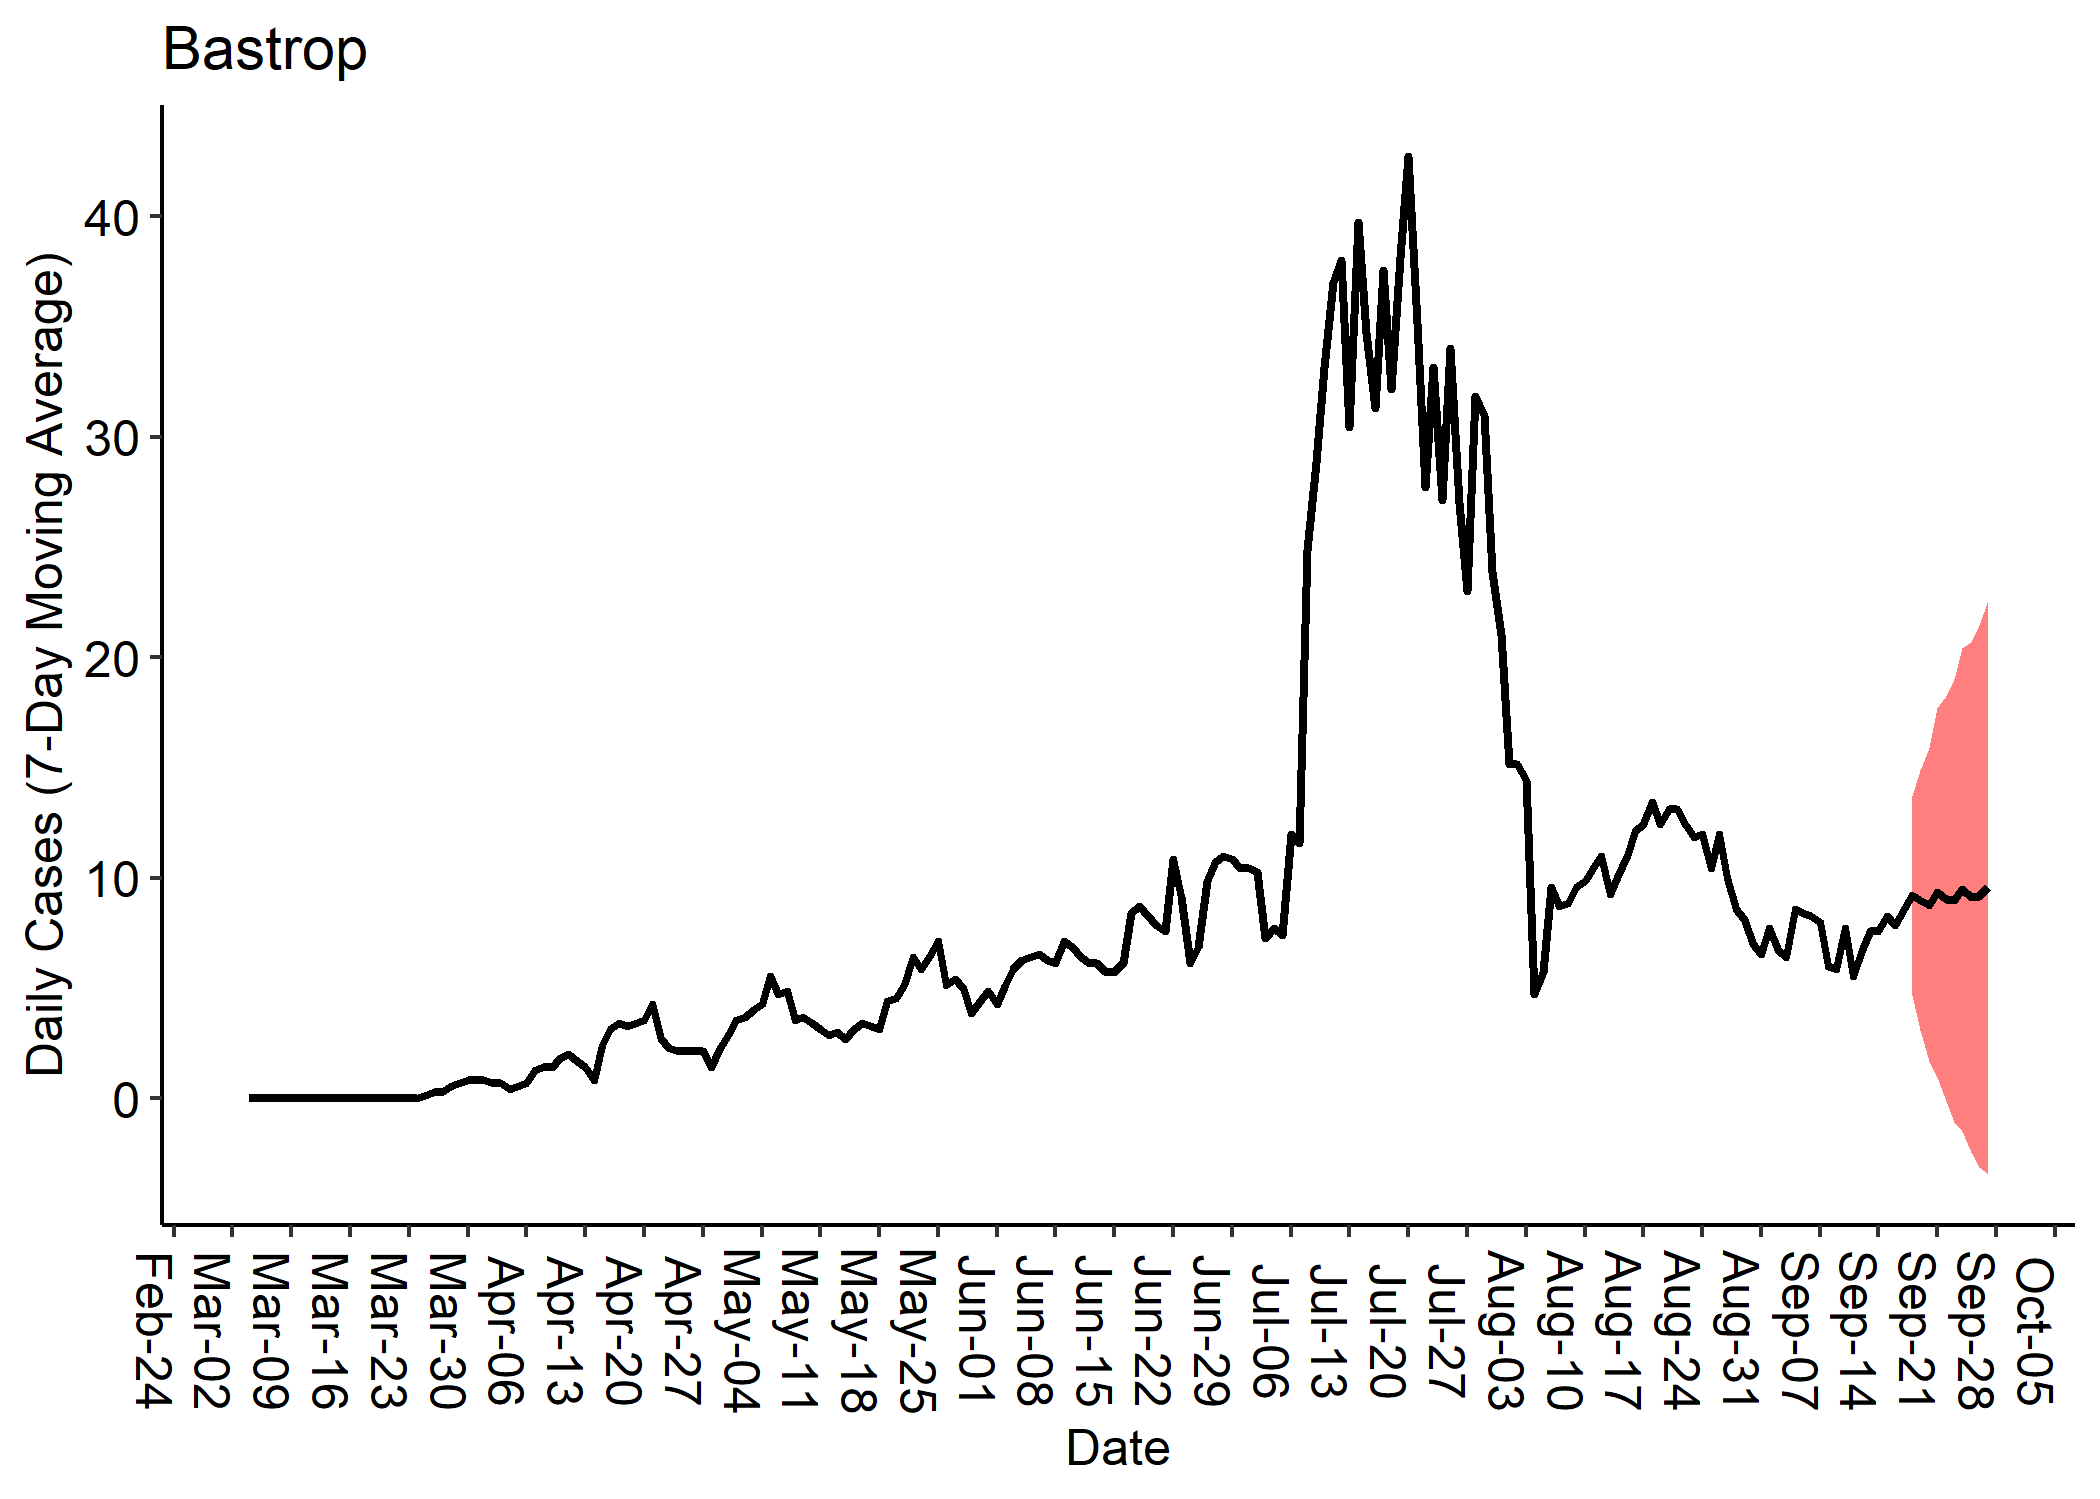 Bastrop
Daily Cases (7-Day Moving Average)
40
30
20
10
0
Feb-24
Mar-02
Mar-09
Mar-16
Mar-23
Mar-30
Apr-06
Apr-13
Apr-20
Apr-27
May-04
May-11
May-18
May-25
Jun-01
Jun-08
Jun-15
Jun-22
Jun-29
Jul-06
Jul-13
Jul-20
Jul-27
Aug-03
Aug-10
Aug-17
Aug-24
Aug-31
Sep-07
Sep-14
Sep-21
Sep-28
Oct-05
Date